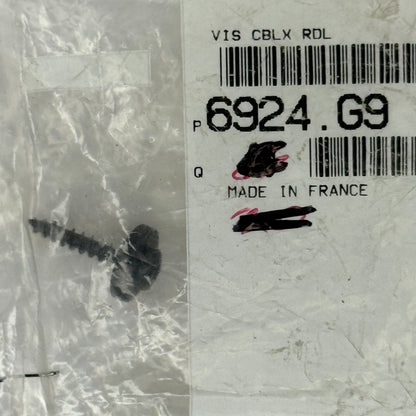 VIS CBLX RDL
P 6924.G9
Q
MADE IN FRANCE